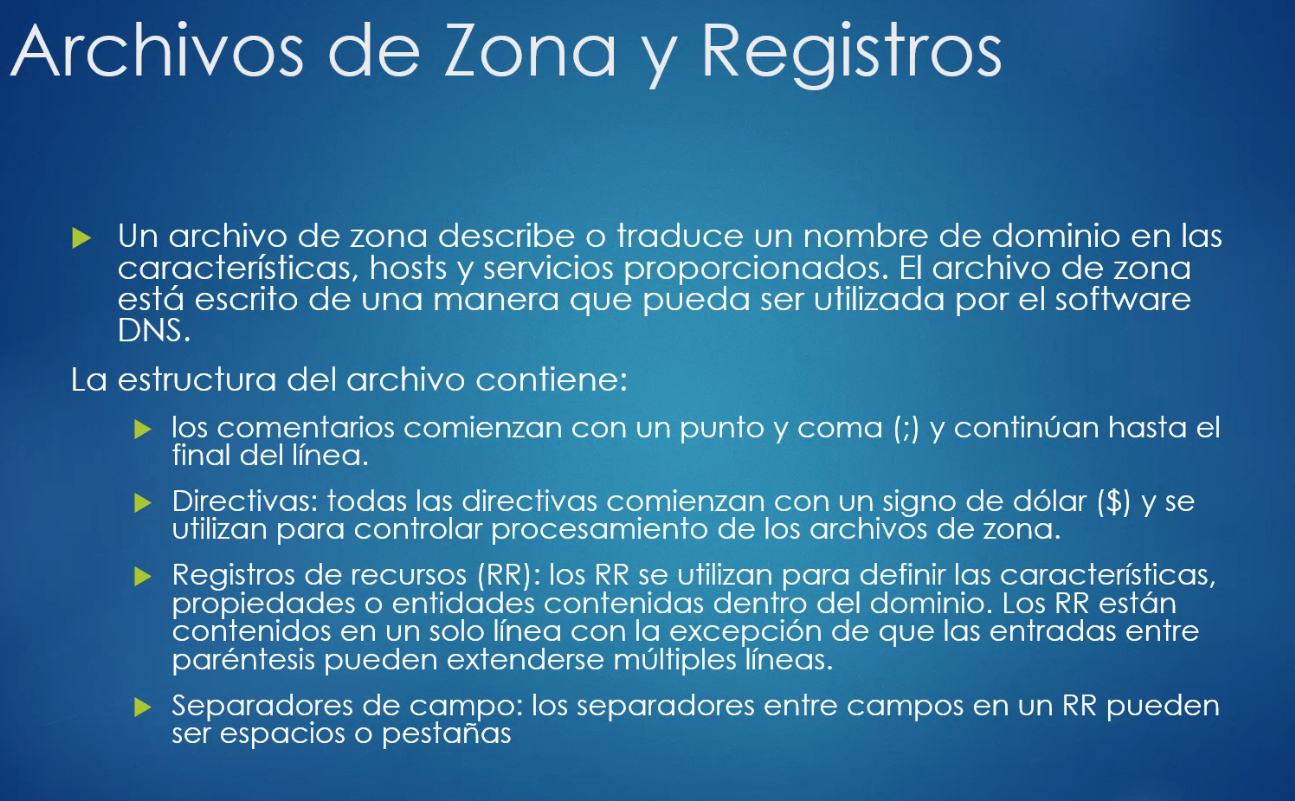 Archivos de Zona y Registros
Un archivo de zona describe o traduce un nombre de dominio en las
características, hosts y servicios proporcionados. El archivo de zona
está escrito de una manera que pueda ser utilizada por el software
DNS.
La estructura del archivo contiene:
los comentarios comienzan con un punto y coma (;) y continúan hasta el
final del línea.
Directivas: todas las directivas comienzan con un signo de dólar ($) y se
utilizan para controlar procesamiento de los archivos de zona.
Registros de recursos (RR): los RR se utilizan para definir las características,
propiedades o entidades contenidas dentro del dominio. Los RR están
contenidos en un solo línea con la excepción de que las entradas entre
paréntesis pueden extenderse múltiples líneas.
Separadores de campo: los separadores entre campos en un RR pueden
ser espacios o pestañas